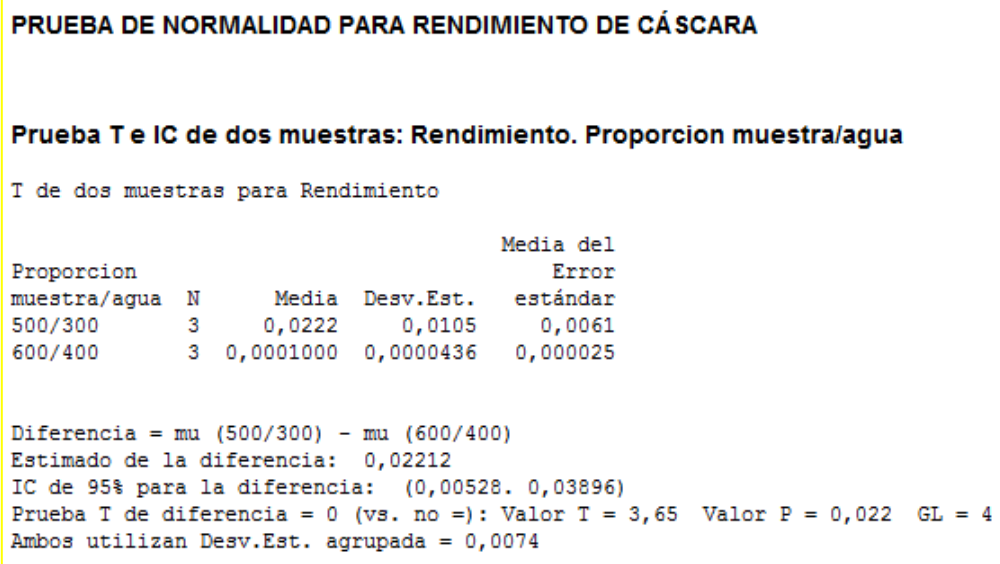 PRUEBA DE NORMALIDAD PARA RENDIMIENTO DE CÁSCARA
Prueba T e IC de dos muestras: Rendimiento. Proporcion muestra/agua
T de dos muestras para Rendimiento
Media del
Proporcion Error
muestra/agua N Media Desv.Est. estándar
500/300 3 0,0222 0,0105 0,0061
600/400 3 0,0001000 0,0000436 0,000025
Diferencia = mu (500/300) - mu (600/400)
Estimado de la diferencia: 0,02212
IC de 95% para la diferencia: (0,00528. 0,03896)
Prueba T de diferencia = 0 (vs. no =): Valor T = 3,65 Valor P = 0,022 GL = 4
Ambos utilizan Desv.Est. agrupada = 0,0074